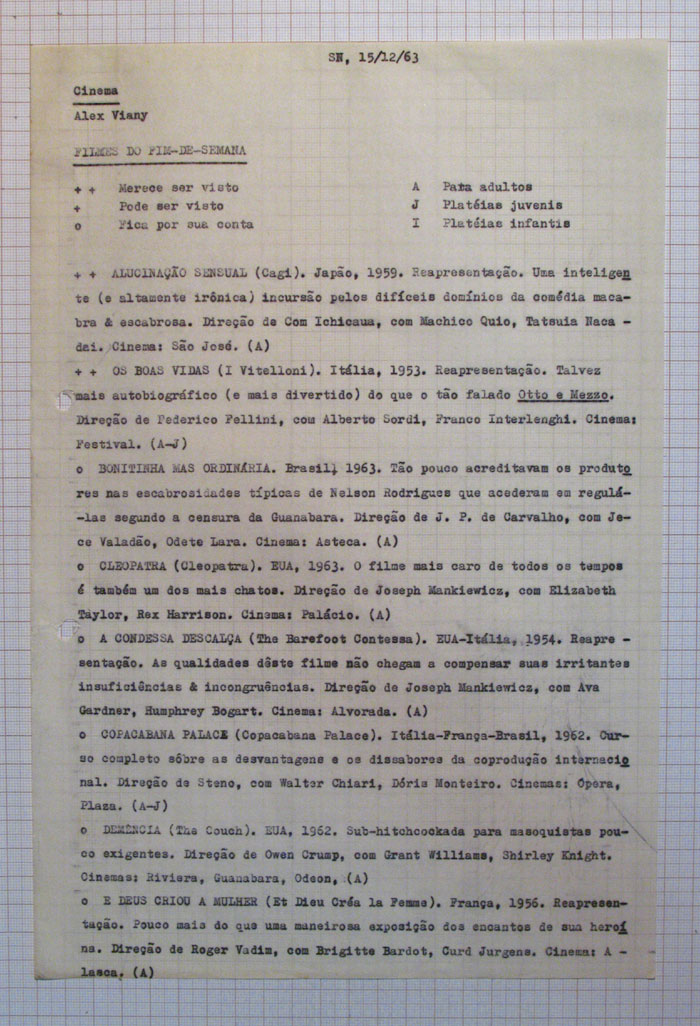 SN, 15/12/63
Cinema
Alex Viany
FILMES DO FIM-DE-SEMANA
+ + Merece ser visto A Para adultos
+ Pode ser visto J Platéias juvenis
o Fica por sua conta I Platéias infantis
+ + ALUCINAÇÃO SENSUAL (Cagi). Japão, 1959. Reapresentação. Uma inteligen
te (e altamente irônica) incursão pelos difíceis domínios da comédia maca-
bra & escabrosa. Direção de Com Ichicaua, com Machico Quio, Tatsuia Naca -
dai. Cinema: São José. (A)
+ + OS BOAS VIDAS (I Vitelloni). Itália, 1953. Reapresentação. Talvez
mais autobiográfico (e mais divertido) do que o tão falado Otto e Mezzo.
Direção de Federico Fellini, com Alberto Sordi, Franco Interlenghi. Cinema:
Festival. (A-J)
o BONITINHA MAS ORDINÁRIA. Brasil, 1963. Tão pouco acreditavam os produto
res nas escabrosidades típicas de Nelson Rodrigues que acederam em regulá-
-las segundo a censura da Guanabara. Direção de J. P. de Carvalho, com Je-
ce Valadão, Odete Lara. Cinema: Asteca. (A)
o CLEOPATRA (Cleopatra). EUA, 1963. O filme mais caro de todos os tempos
é também um dos mais chatos. Direção de Joseph Mankiewicz, com Elizabeth
Taylor, Rex Harrison. Cinema: Palácio. (A)
o A CONDESSA DESCALÇA (The Barefoot Contessa). EUA-Itália, 1954. Reapre -
sentação. As qualidades dêste filme não chegam a compensar suas irritantes
insuficiências & incongruências. Direção de Joseph Mankiewicz, com Ava
Gardner, Humphrey Bogart. Cinema: Alvorada. (A)
o COPACABANA PALACE (Copacabana Palace). Itália-França-Brasil, 1962. Cur-
so completo sôbre as desvantagens e os dissabores da coprodução internacio
nal. Direção de Steno, com Walter Chiari, Dóris Monteiro. Cinemas: Ópera,
Plaza. (A-J)
o DEMÊNCIA (The Couch). EUA, 1962. Sub-hitchcockada para masoquistas pou-
co exigentes. Direção de Owen Crump, com Grant Williams, Shirley Knight.
Cinemas: Riviera, Guanabara, Odeon, (A)
o E DEUS CRIOU A MULHER (Et Dieu Créa la Femme). França, 1956. Reapresen-
tação. Pouco mais do que uma maneirosa exposição dos encantos de sua heroí
na. Direção de Roger Vadim, com Brigitte Bardot, Curd Jurgens. Cinema: A -
lasca. (A)